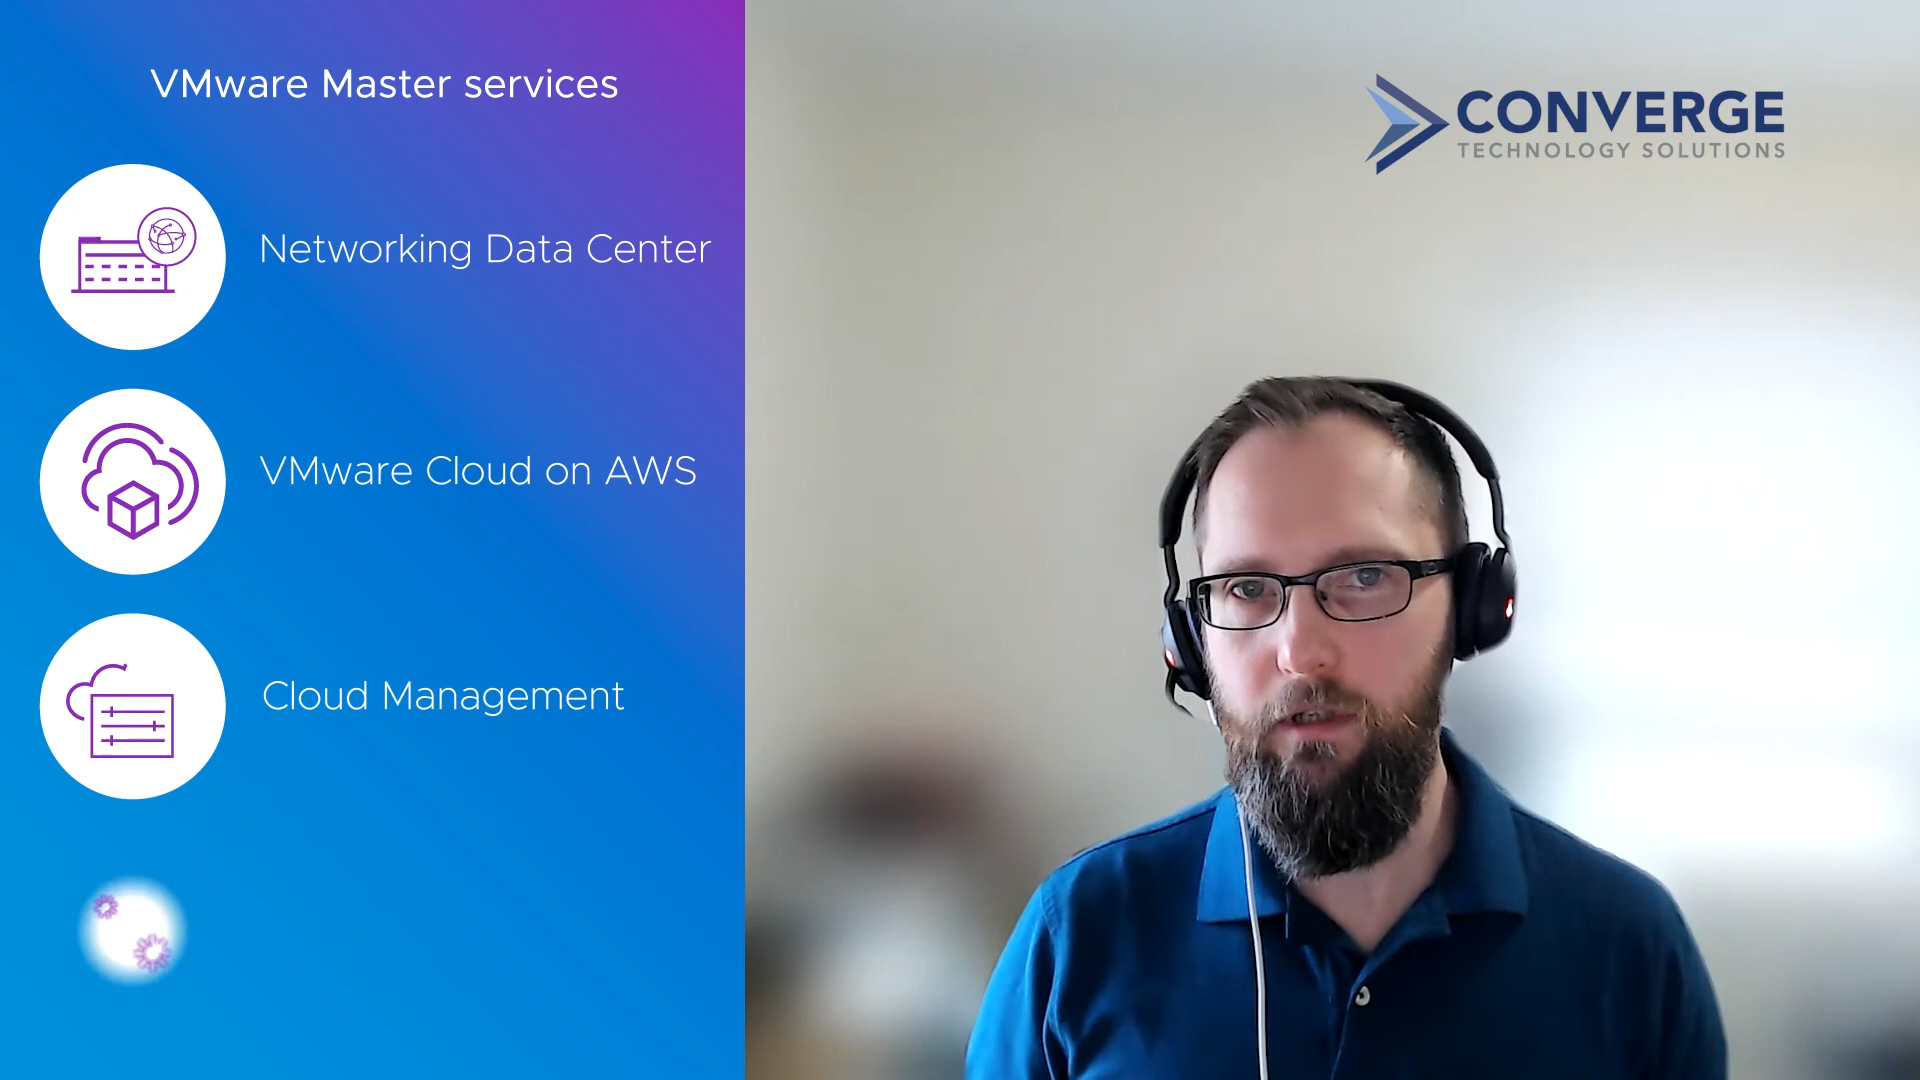 VMware Master services
Networking Data Center
VMware Cloud on AWS
Cloud Management
CONVERGE
TECHNOLOGY SOLUTIONS